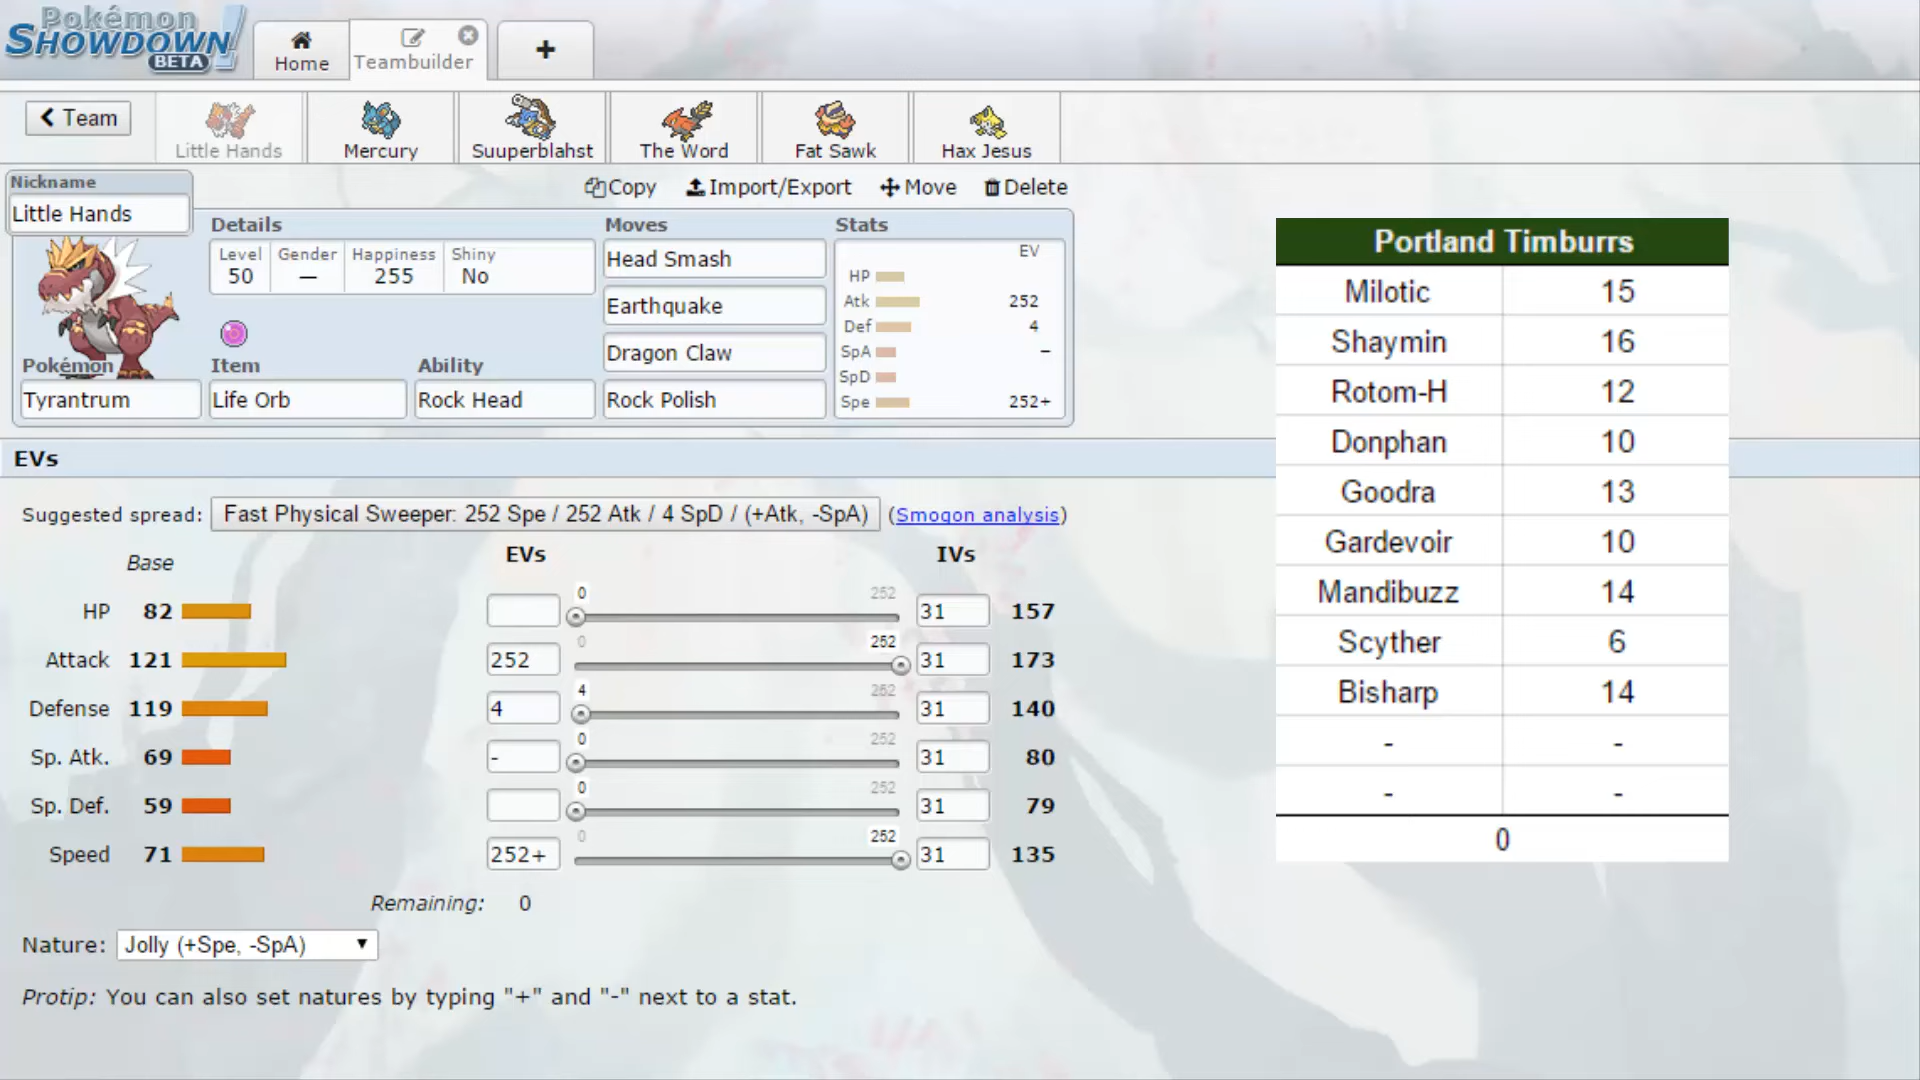 Pokémon
SHOWDOWN!
BETA
Home
Teambuilder
+
Team
Little Hands
Mercury
Suuperblahst
The Word
Fat Sawk
Hax Jesus
Nickname
Little Hands
Copy
Import/Export
Move
Delete
Details
Moves
Stats
Level
Gender
Happiness
Shiny
50
—
255
No
Head Smash
Earthquake
Dragon Claw
Rock Polish
EV
HP
Atk 252
Def 4
SpA –
SpD
Spe 252+
Pokémon
Item
Ability
Tyrantrum
Life Orb
Rock Head
EVs
Suggested spread: Fast Physical Sweeper: 252 Spe / 252 Atk / 4 SpD / (+Atk, -SpA) (Smogon analysis)
Base
EVs
IVs
HP 82 0 252 31 157
Attack 121 252 0 252 31 173
Defense 119 4 4 252 31 140
Sp. Atk. 69 - 0 252 31 80
Sp. Def. 59 0 252 31 79
Speed 71 252+ 0 252 31 135
Remaining: 0
Nature: Jolly (+Spe, -SpA)
Protip: You can also set natures by typing "+" and "-" next to a stat.
Portland Timburrs
Milotic 15
Shaymin 16
Rotom-H 12
Donphan 10
Goodra 13
Gardevoir 10
Mandibuzz 14
Scyther 6
Bisharp 14
- -
- -
0